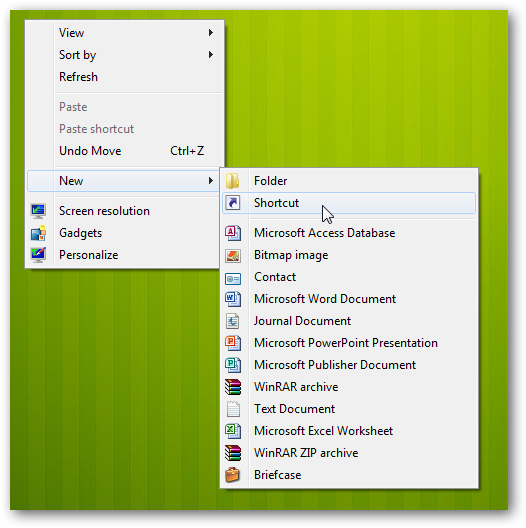 View
Sort by
Refresh
Paste
Paste shortcut
Undo Move Ctrl+Z
New
Screen resolution
Gadgets
Personalize
Folder
Shortcut
Microsoft Access Database
Bitmap image
Contact
Microsoft Word Document
Journal Document
Microsoft PowerPoint Presentation
Microsoft Publisher Document
WinRAR archive
Text Document
Microsoft Excel Worksheet
WinRAR ZIP archive
Briefcase